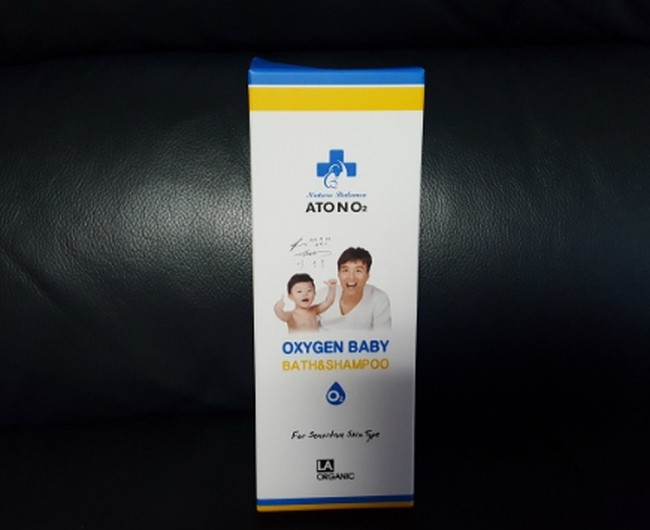 Nature Balance
ATONO2
OXYGEN BABY
BATH&SHAMPOO
O2
For Sensitive Skin Type
LA
ORGANIC